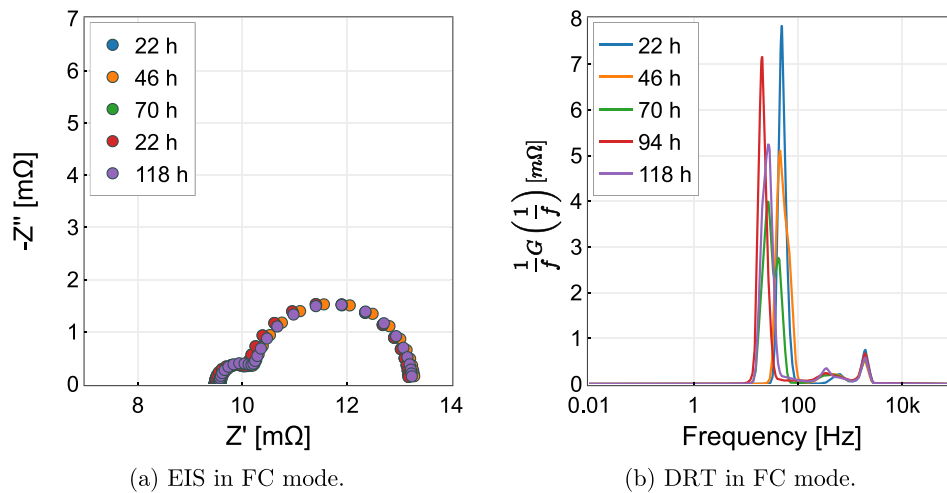 7
6
5
4
3
2
1
0
-Z'' [mΩ]
22 h
46 h
70 h
22 h
118 h
8
10
12
14
Z' [mΩ]
(a) EIS in FC mode.
8
7
6
5
4
3
2
1
0
1/f G (1/f) [mΩ]
22 h
46 h
70 h
94 h
118 h
0.01
1
100
10k
Frequency [Hz]
(b) DRT in FC mode.